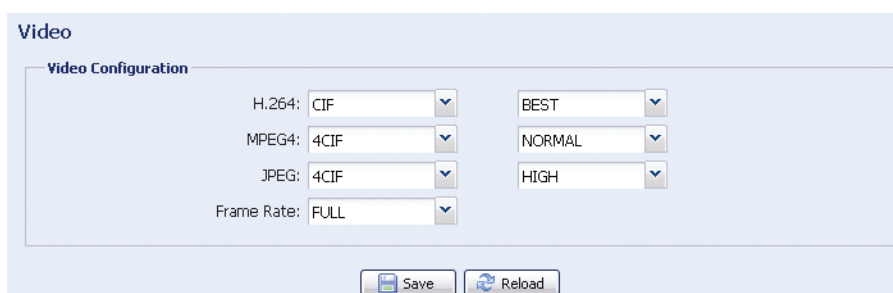 Video
Video Configuration
H.264: CIF BEST
MPEG4: 4CIF NORMAL
JPEG: 4CIF HIGH
Frame Rate: FULL
Save Reload